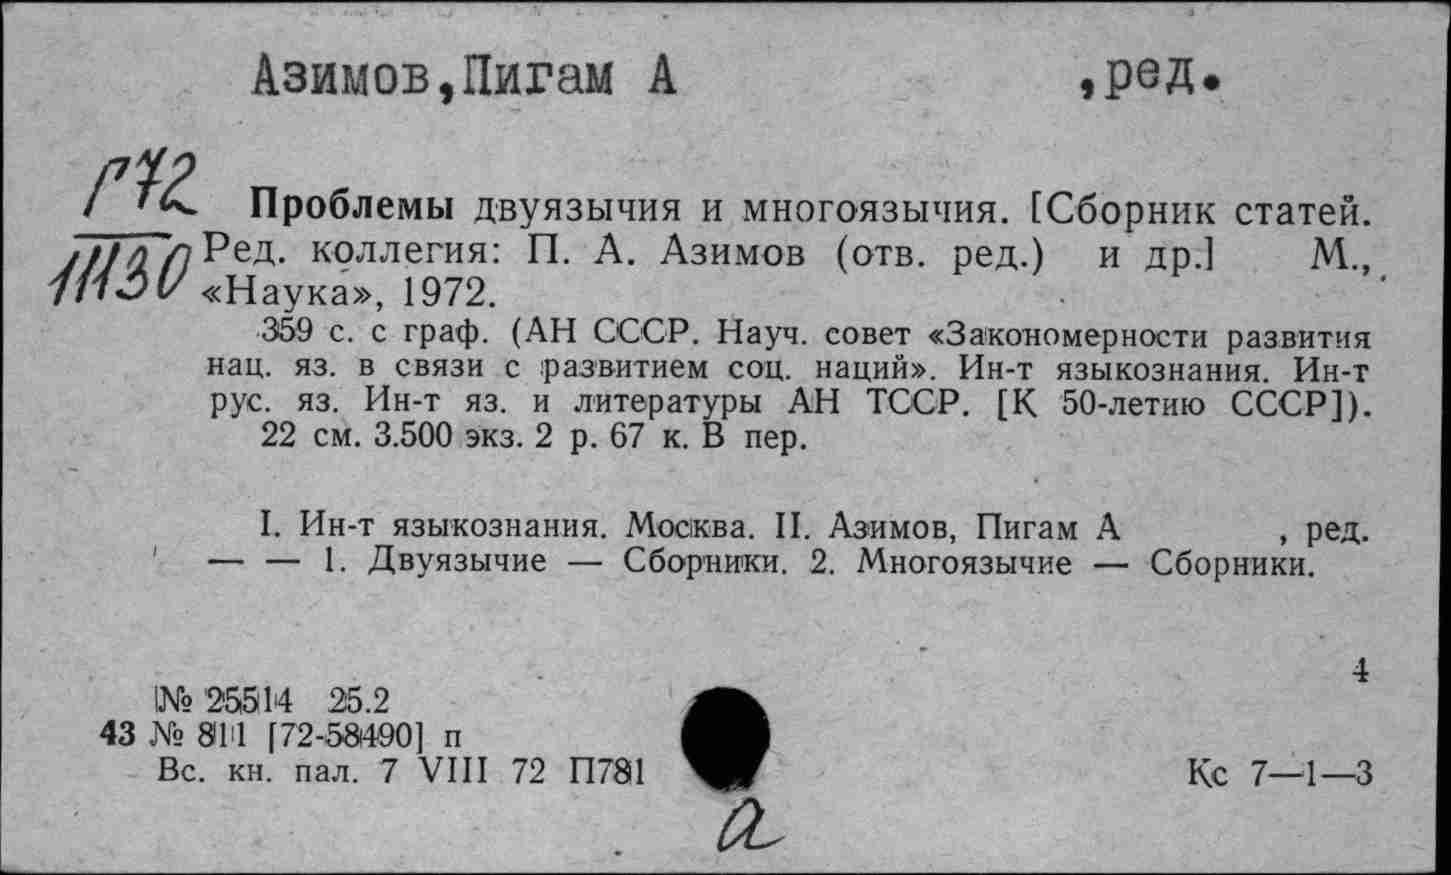 Азимов,Пигам А ,ред.
Г72
11130
Проблемы двуязычия и многоязычия. [Сборник статей.
Ред. коллегия: П. А. Азимов (отв. ред.) и др.] М.,
«Наука», 1972.
359 с. с граф. (АН СССР. Науч. совет «Закономерности развития
нац. яз. в связи с развитием соц. наций». Ин-т языкознания. Ин-т
рус. яз. Ин-т яз. и литературы АН ТССР. [К 50-летию СССР]).
22 см. 3.500 экз. 2 р. 67 к. В пер.
I. Ин-т языкознания. Москва. II. Азимов, Пигам А , ред.
— — 1. Двуязычие — Сборники. 2. Многоязычие — Сборники.
4
№ 25514 25.2
43 № 811 [72-58490] п
Вс. кн. пал. 7 VIII 72 П781
Кс 7—1—3
а